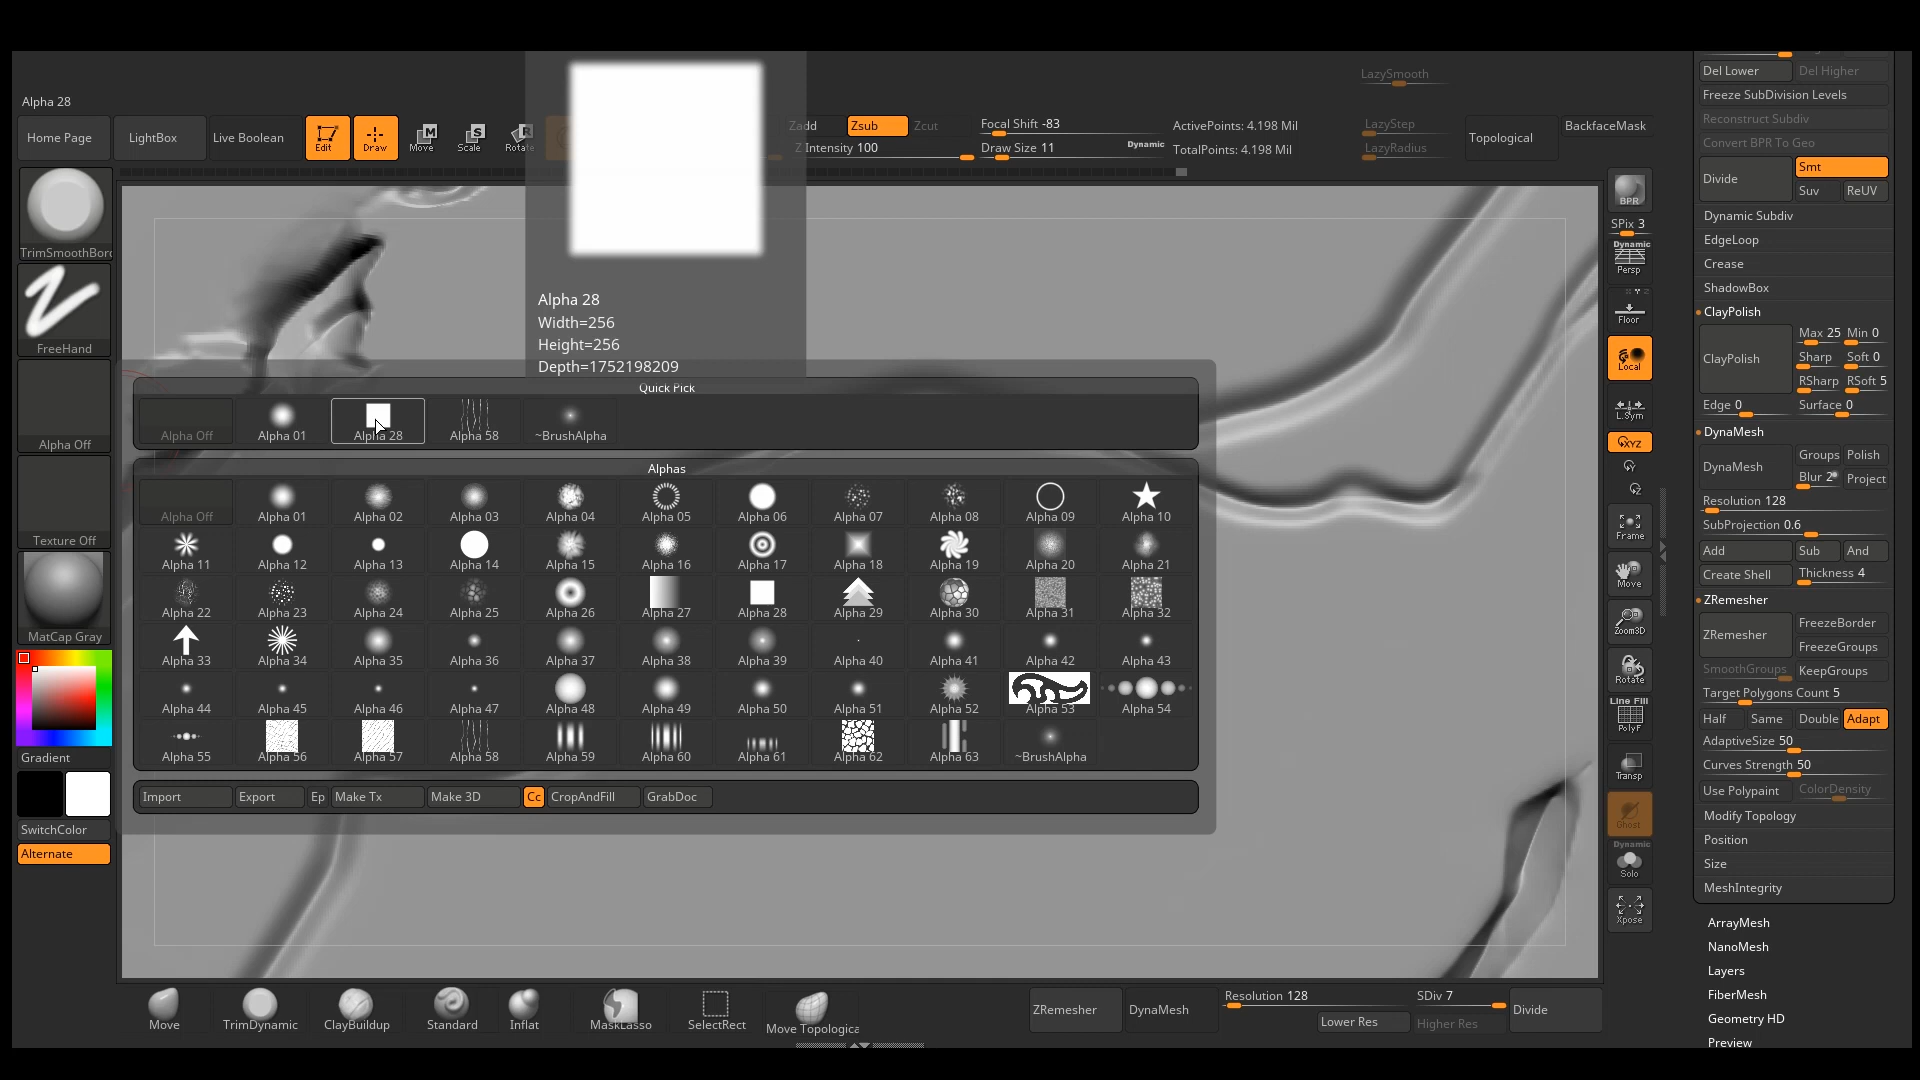 Alpha 28
Home Page
LightBox
Live Boolean
Edit
Draw
Move
Scale
Rotate
Zadd
Zsub
Zcut
Z Intensity 100
Focal Shift -83
Draw Size 11
Dynamic
ActivePoints: 4.198 Mil
TotalPoints: 4.198 Mil
LazySmooth
LazyStep
LazyRadius
Topological
BackfaceMask
Alpha 28
Width=256
Height=256
Depth=1752198209
TrimSmoothBord
FreeHand
Alpha Off
Texture Off
MatCap Gray
Gradient
SwitchColor
Alternate
Quick Pick
Alpha Off
Alpha 01
Alpha 28
Alpha 58
~BrushAlpha
Alphas
Alpha Off
Alpha 01
Alpha 02
Alpha 03
Alpha 04
Alpha 05
Alpha 06
Alpha 07
Alpha 08
Alpha 09
Alpha 10
Alpha 11
Alpha 12
Alpha 13
Alpha 14
Alpha 15
Alpha 16
Alpha 17
Alpha 18
Alpha 19
Alpha 20
Alpha 21
Alpha 22
Alpha 23
Alpha 24
Alpha 25
Alpha 26
Alpha 27
Alpha 28
Alpha 29
Alpha 30
Alpha 31
Alpha 32
Alpha 33
Alpha 34
Alpha 35
Alpha 36
Alpha 37
Alpha 38
Alpha 39
Alpha 40
Alpha 41
Alpha 42
Alpha 43
Alpha 44
Alpha 45
Alpha 46
Alpha 47
Alpha 48
Alpha 49
Alpha 50
Alpha 51
Alpha 52
Alpha 53
Alpha 54
Alpha 55
Alpha 56
Alpha 57
Alpha 58
Alpha 59
Alpha 60
Alpha 61
Alpha 62
Alpha 63
~BrushAlpha
Import
Export
Ep
Make Tx
Make 3D
Cc
CropAndFill
GrabDoc
BPR
SPix 3
Dynamic
Persp
Floor
Local
L.Sym
XYZ
Frame
Move
Zoom3D
Rotate
Line Fill
PolyF
Transp
Ghost
Dynamic
Solo
Xpose
Del Lower
Del Higher
Freeze SubDivision Levels
Reconstruct Subdiv
Convert BPR To Geo
Divide
Smt
Suv
ReUV
Dynamic Subdiv
EdgeLoop
Crease
ShadowBox
ClayPolish
ClayPolish
Max 25
Min 0
Sharp
Soft 0
RSharp
RSoft 5
Edge 0
Surface 0
DynaMesh
DynaMesh
Groups
Polish
Blur 2
Project
Resolution 128
SubProjection 0.6
Add
Sub
And
Create Shell
Thickness 4
ZRemesher
ZRemesher
FreezeBorder
FreezeGroups
SmoothGroups
KeepGroups
Target Polygons Count 5
Half
Same
Double
Adapt
AdaptiveSize 50
Curves Strength 50
Use Polypaint
ColorDensity
Modify Topology
Position
Size
MeshIntegrity
ArrayMesh
NanoMesh
Layers
FiberMesh
Geometry HD
Preview
Move
TrimDynamic
ClayBuildup
Standard
Inflat
MaskLasso
SelectRect
Move Topologica
ZRemesher
DynaMesh
Resolution 128
SDiv 7
Lower Res
Higher Res
Divide